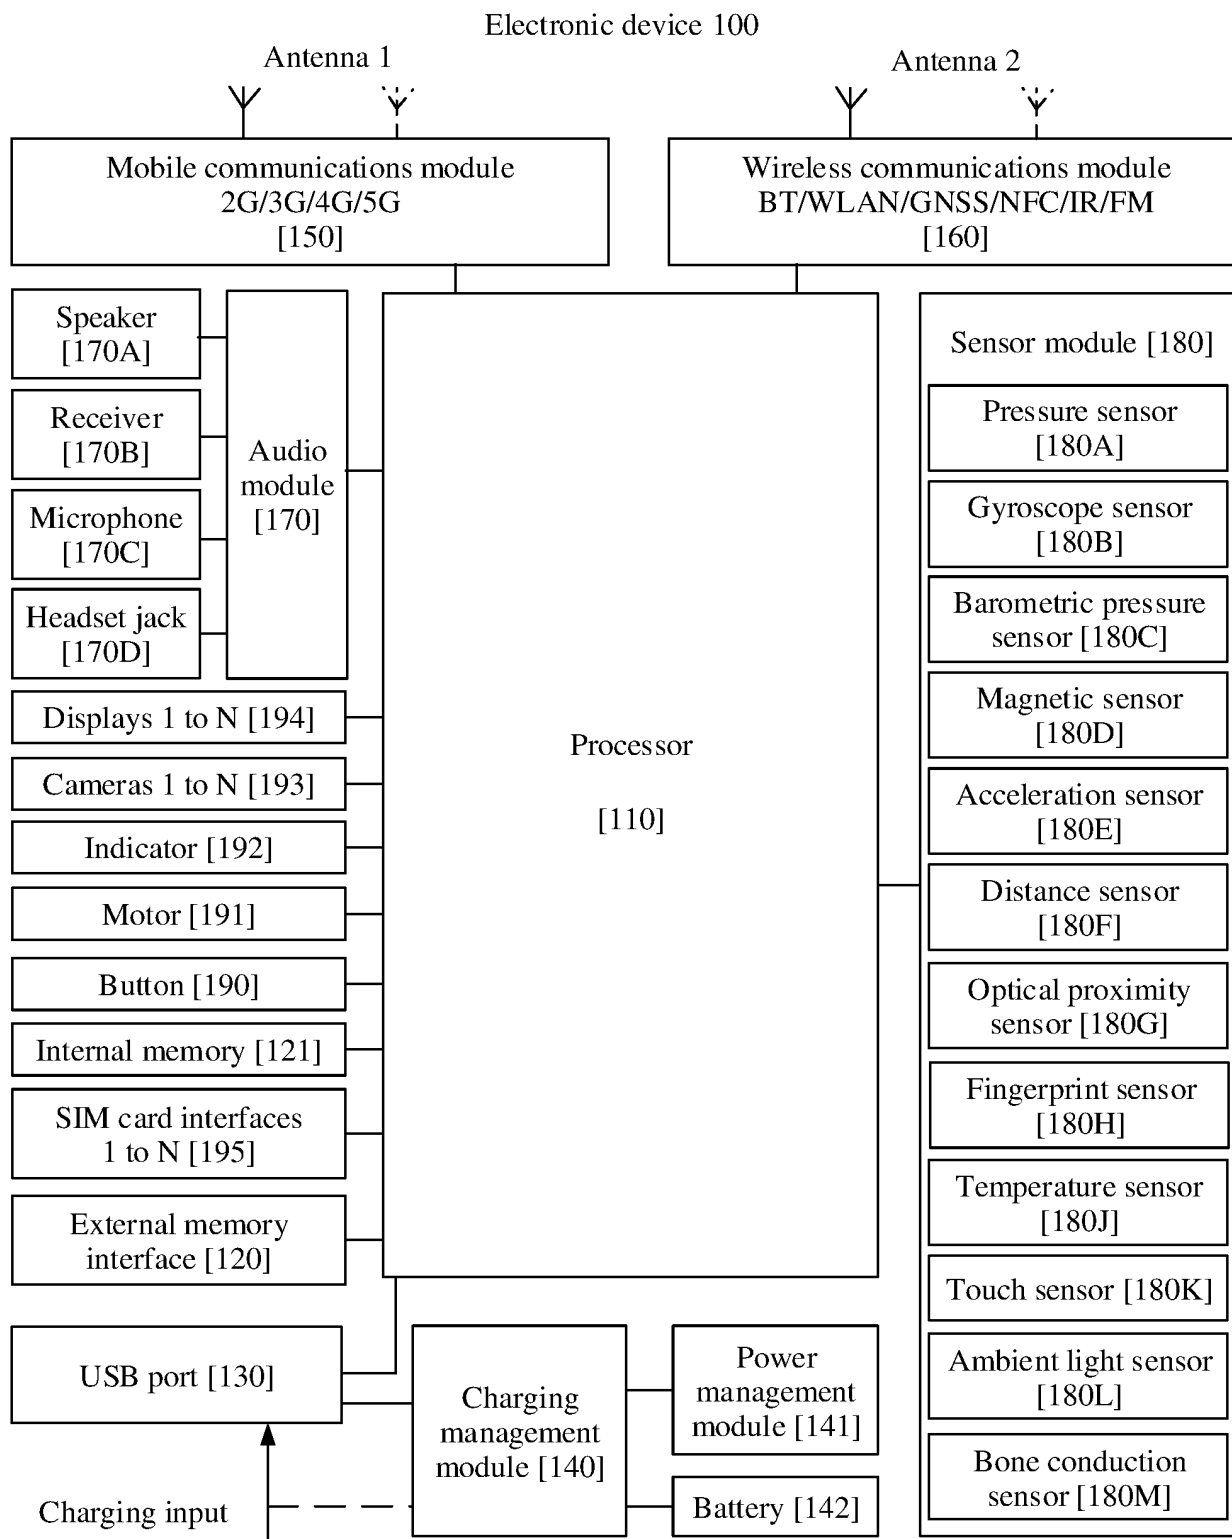 Electronic device 100
Antenna 1
Antenna 2
Mobile communications module
2G/3G/4G/5G
[150]
Wireless communications module
BT/WLAN/GNSS/NFC/IR/FM
[160]
Speaker
[170A]
Receiver
[170B]
Microphone
[170C]
Headset jack
[170D]
Audio
module
[170]
Displays 1 to N [194]
Cameras 1 to N [193]
Indicator [192]
Motor [191]
Button [190]
Internal memory [121]
SIM card interfaces
1 to N [195]
External memory
interface [120]
USB port [130]
Charging input
Processor
[110]
Charging
management
module [140]
Power
management
module [141]
Battery [142]
Sensor module [180]
Pressure sensor
[180A]
Gyroscope sensor
[180B]
Barometric pressure
sensor [180C]
Magnetic sensor
[180D]
Acceleration sensor
[180E]
Distance sensor
[180F]
Optical proximity
sensor [180G]
Fingerprint sensor
[180H]
Temperature sensor
[180J]
Touch sensor [180K]
Ambient light sensor
[180L]
Bone conduction
sensor [180M]